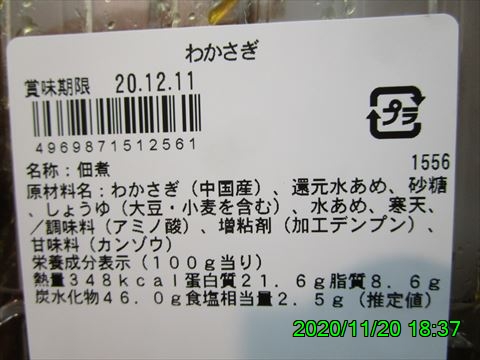 わかさぎ
賞味期限 20.12.11
4969871512561
プラ
名称:佃煮
1556
原材料名:わかさぎ(中国産)、還元水あめ、砂糖
、しょうゆ(大豆・小麦を含む)、水あめ、寒天、
/調味料(アミノ酸)、増粘剤(加工デンプン)、
甘味料(カンゾウ)
栄養成分表示(100g当り)
熱量348kcal蛋白質21.6g脂質8.6g
炭水化物46.0g食塩相当量2.5g(推定値)
2020/11/20 18:37